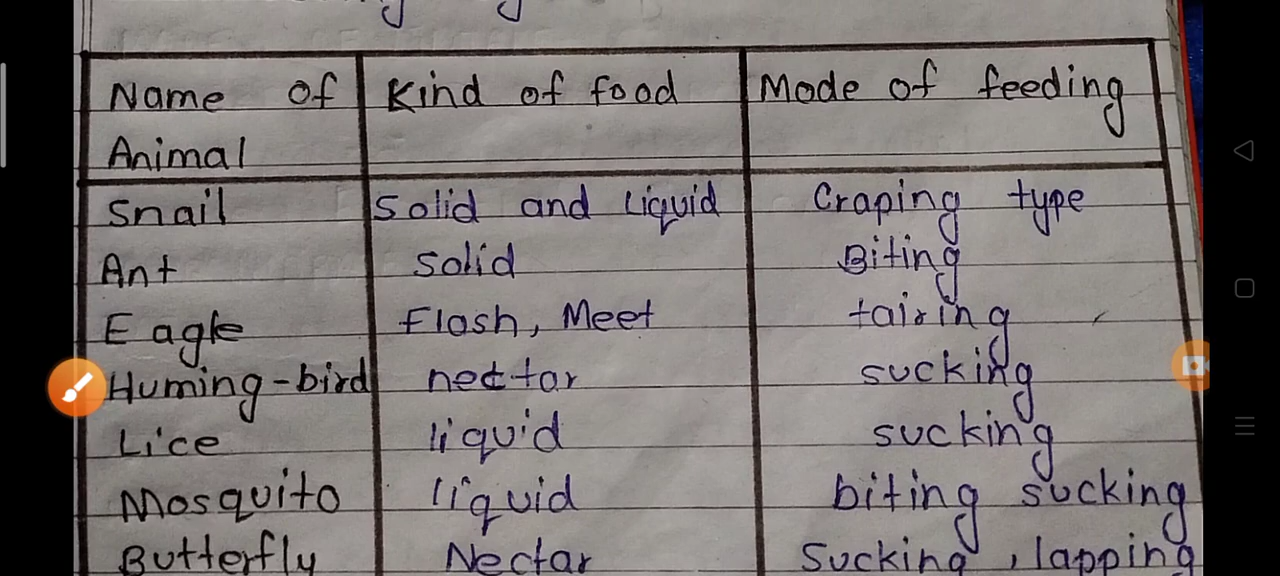 Name of Kind of food Mode of feeding
Animal
Snail Solid and Liquid Craping type
Ant Solid Biting
Eagle Flash, Meet tairing
Huming-bird nectar sucking
Lice liquid sucking
Mosquito liquid biting sucking
Butterfly Nectar Sucking, lapping